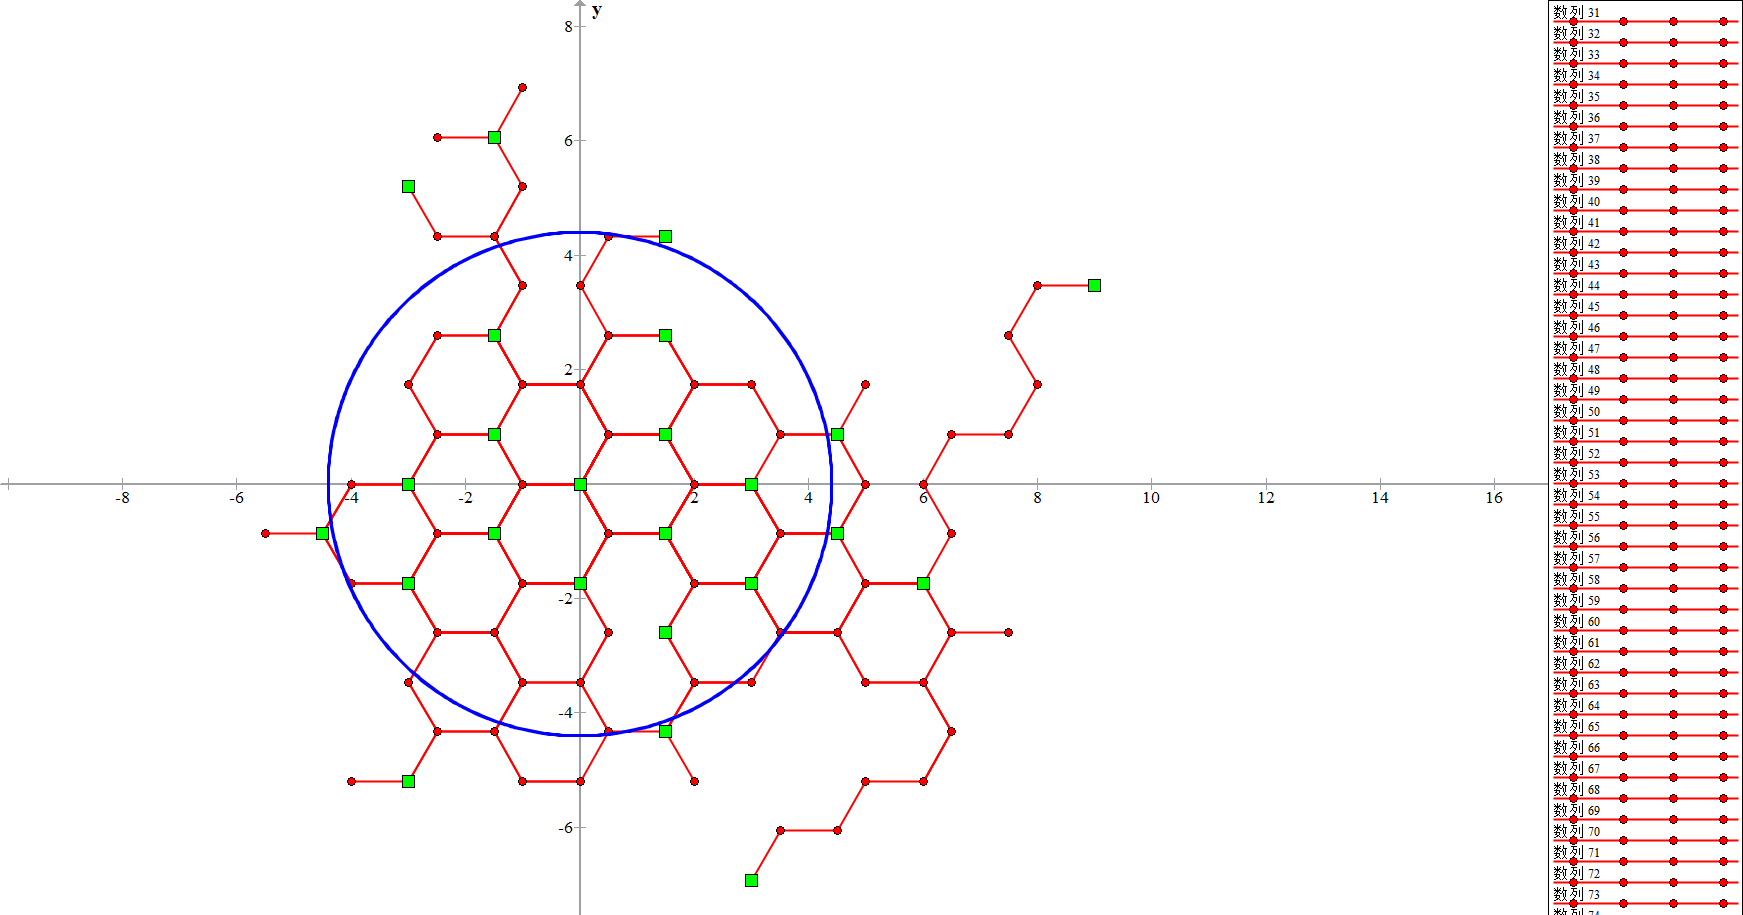 y
8
6
4
2
-8
-6
-4
-2
2
4
6
8
10
12
14
16
-2
-4
-6
数列 31
数列 32
数列 33
数列 34
数列 35
数列 36
数列 37
数列 38
数列 39
数列 40
数列 41
数列 42
数列 43
数列 44
数列 45
数列 46
数列 47
数列 48
数列 49
数列 50
数列 51
数列 52
数列 53
数列 54
数列 55
数列 56
数列 57
数列 58
数列 59
数列 60
数列 61
数列 62
数列 63
数列 64
数列 65
数列 66
数列 67
数列 68
数列 69
数列 70
数列 71
数列 72
数列 73